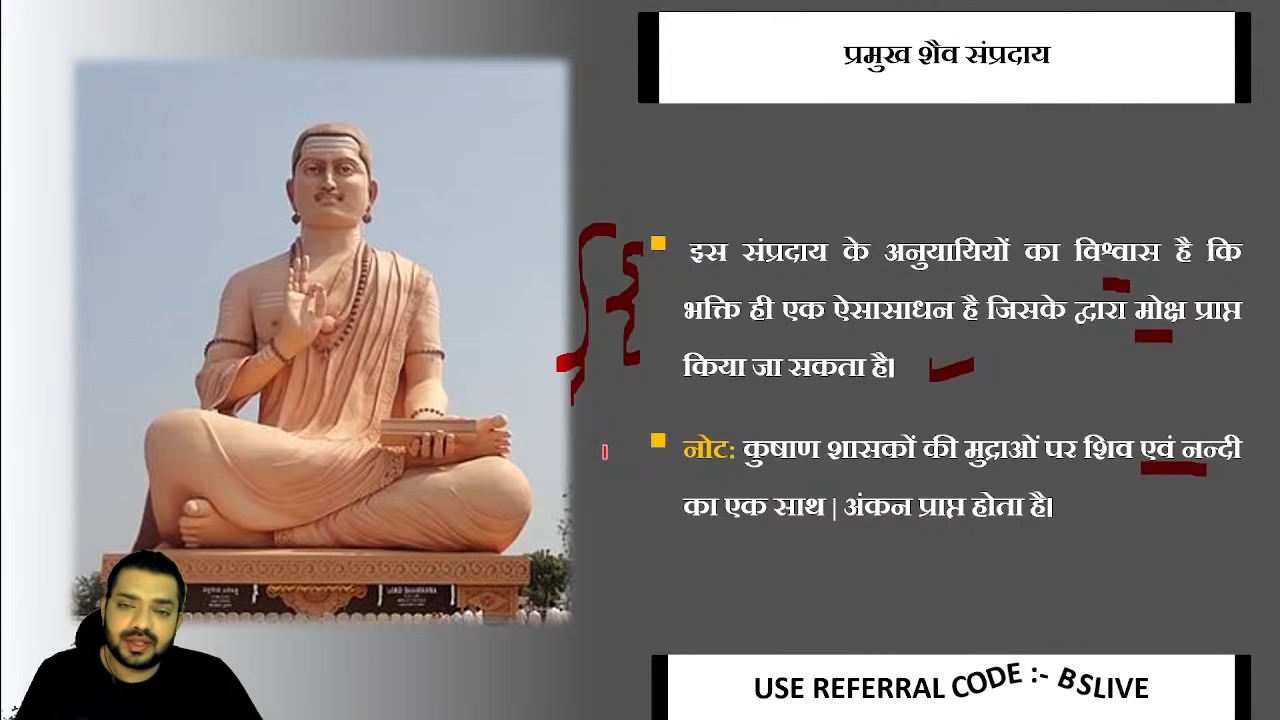 प्रमुख शैव संप्रदाय
इस संप्रदाय के अनुयायियों का विश्वास है कि
भक्ति ही एक ऐसासाधन है जिसके द्वारा मोक्ष प्राप्त
किया जा सकता है।
नोट: कुषाण शासकों की मुद्राओं पर शिव एवं नन्दी
का एक साथ | अंकन प्राप्त होता है।
USE REFERRAL CODE :- BSLIVE